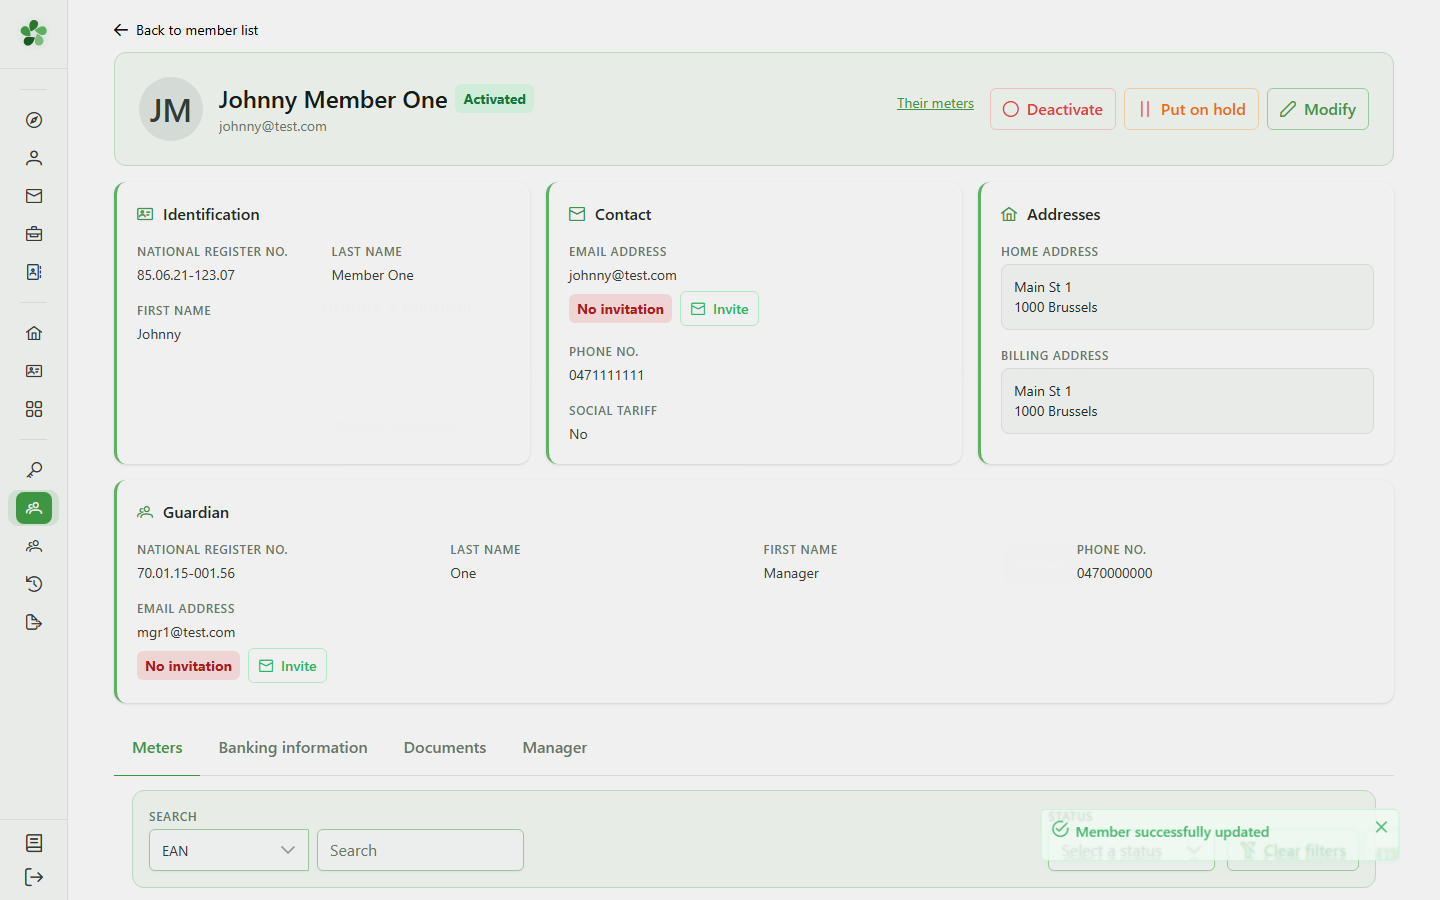 Back to member list
JM
Johnny Member One
Activated
johnny@test.com
Their meters
Deactivate
Put on hold
Modify
Identification
NATIONAL REGISTER NO.
85.06.21-123.07
LAST NAME
Member One
FIRST NAME
Johnny
Contact
EMAIL ADDRESS
johnny@test.com
No invitation
Invite
PHONE NO.
0471111111
SOCIAL TARIFF
No
Addresses
HOME ADDRESS
Main St 1
1000 Brussels
BILLING ADDRESS
Main St 1
1000 Brussels
Guardian
NATIONAL REGISTER NO.
70.01.15-001.56
LAST NAME
One
FIRST NAME
Manager
PHONE NO.
0470000000
EMAIL ADDRESS
mgr1@test.com
No invitation
Invite
Meters
Banking information
Documents
Manager
SEARCH
EAN
Search
STATUS
Select a status
Clear filters
Member successfully updated